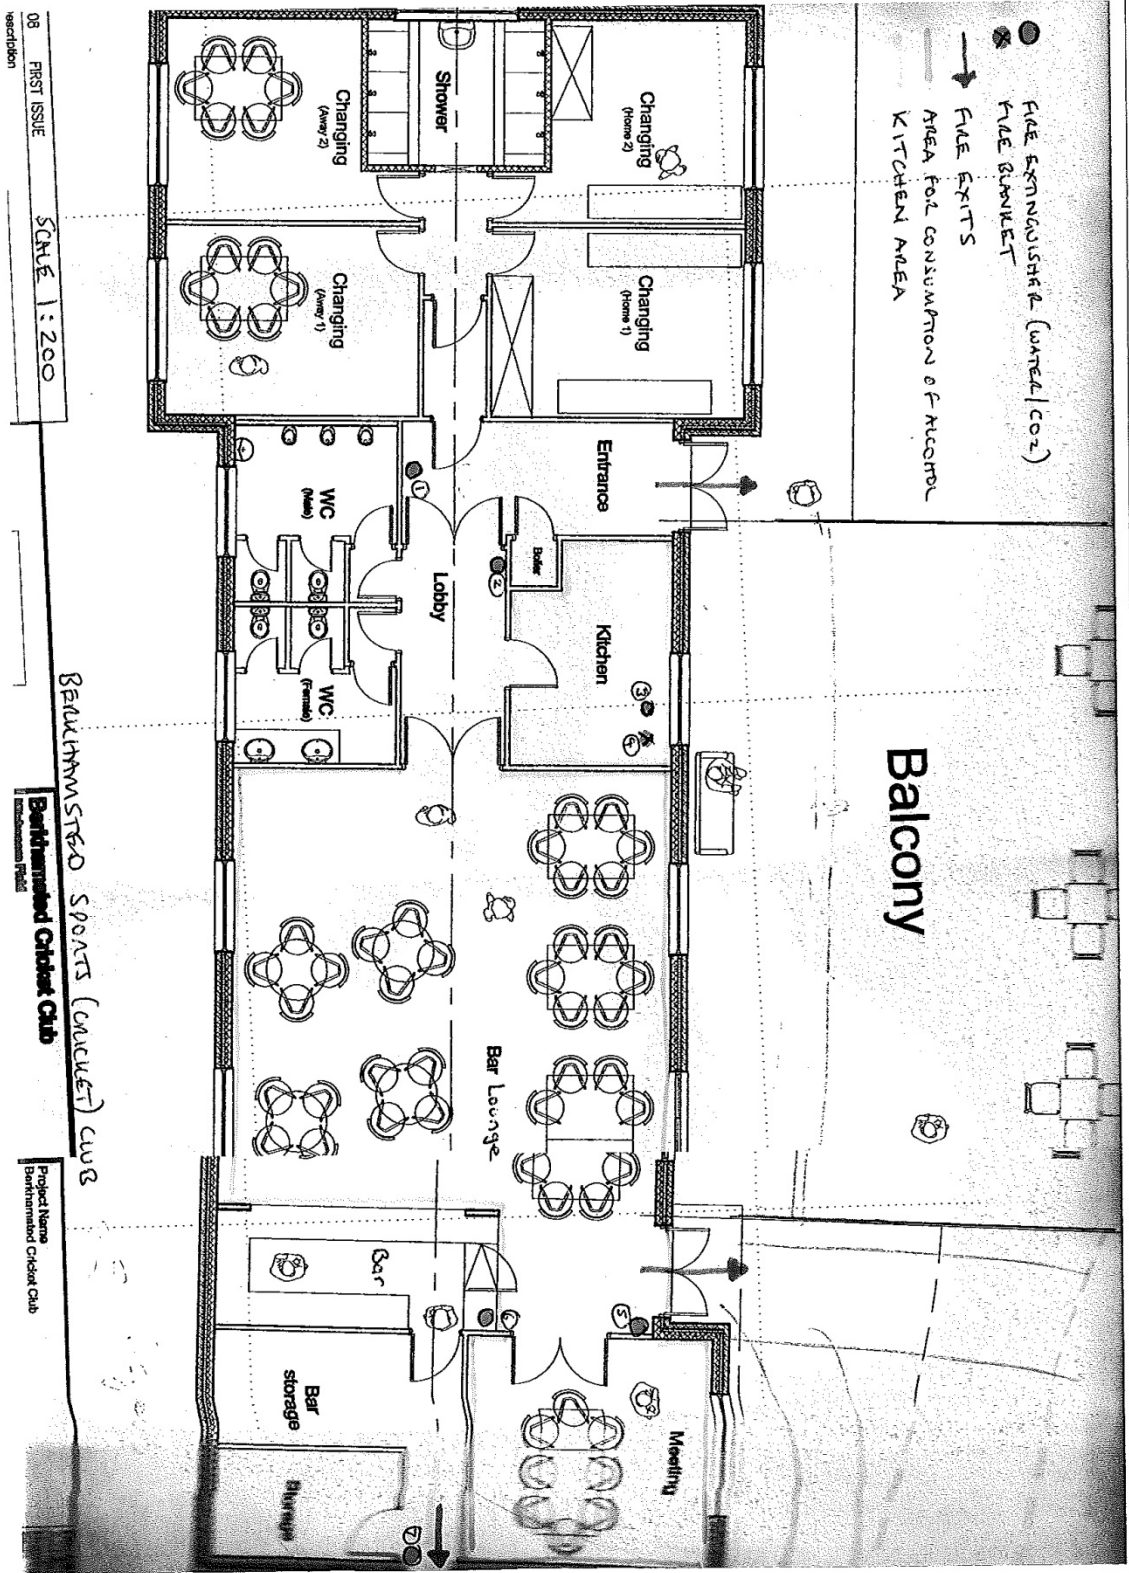 FIRE EXTINGUISHER (WATER/CO2)
FIRE BLANKET
FIRE EXITS
AREA FOR CONSUMPTION OF ALCOHOL
KITCHEN AREA
Balcony
Changing
(Home 2)
Changing
(Home 1)
Entrance
Boiler
Kitchen
3
4
Shower
1
2
Lobby
Bar Lounge
5
6
Meeting
Changing
(Away 2)
Changing
(Away 1)
WC
(Male)
WC
(Female)
Bar
Bar
storage
Storage
7
08 FIRST ISSUE
escription
SCALE 1:200
BERKHAMSTED SPORTS (CRICKET) CLUB
Berkhamsted Cricket Club
Project Name
Berkhamsted Cricket Club